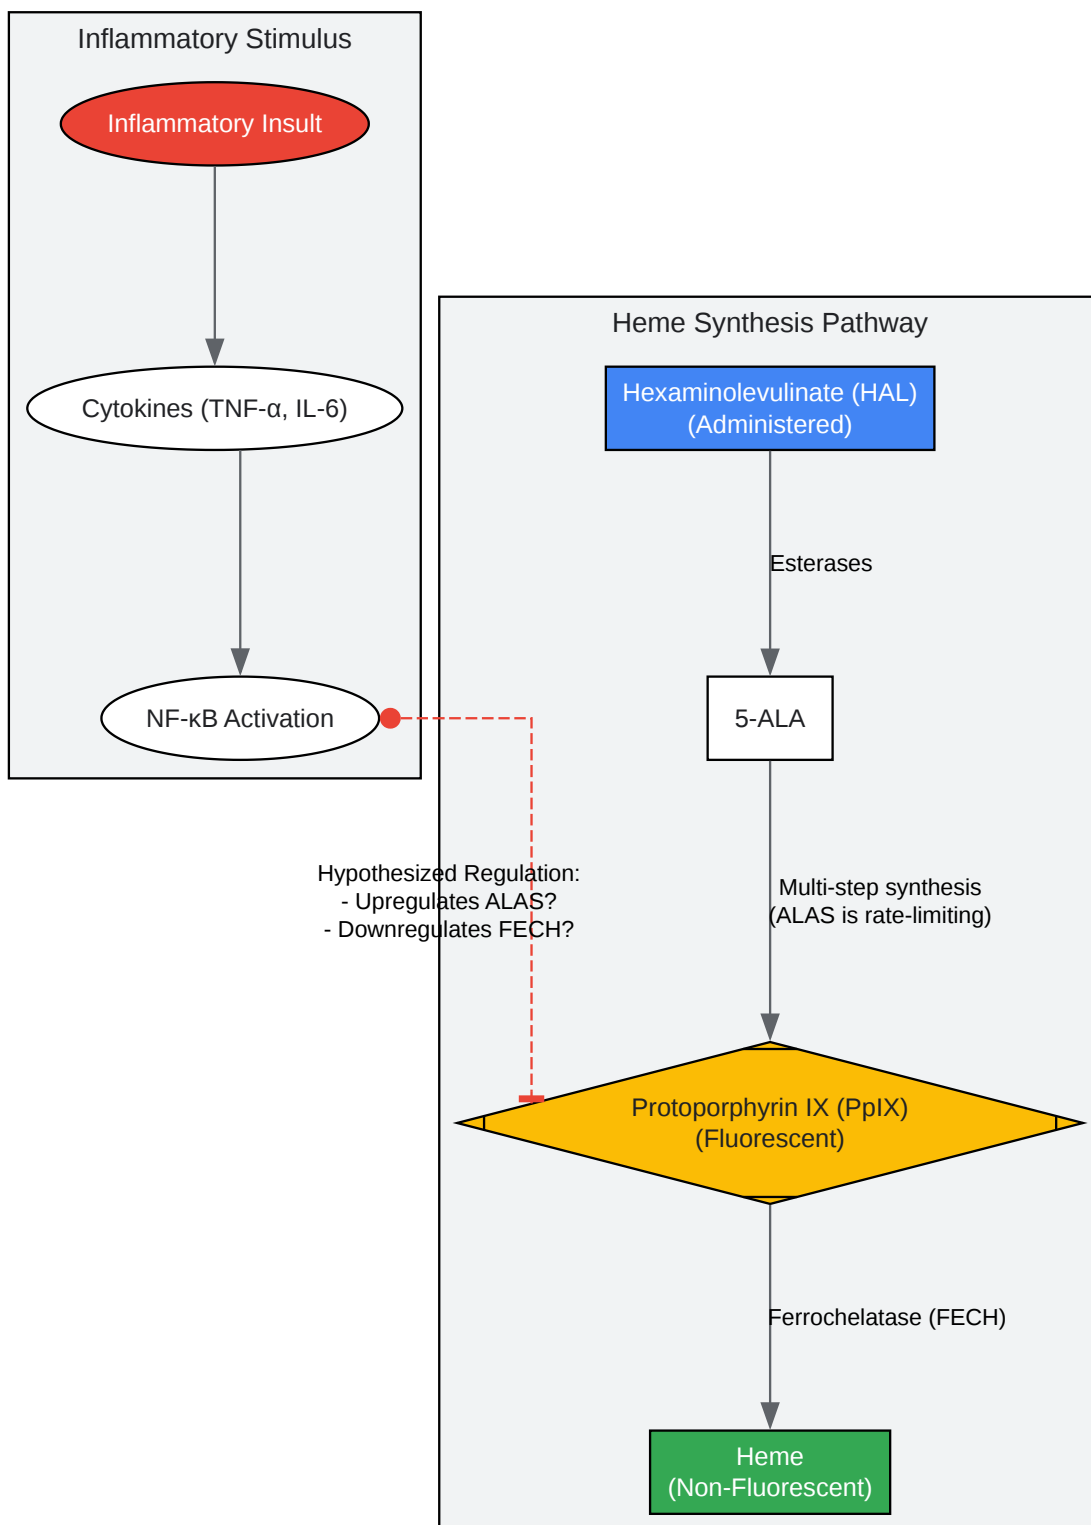 Inflammatory Stimulus
Inflammatory Insult
Cytokines (TNF-α, IL-6)
NF-κB Activation
Hypothesized Regulation:
- Upregulates ALAS?
- Downregulates FECH?
Heme Synthesis Pathway
Hexaminolevulinate (HAL)
(Administered)
Esterases
5-ALA
Multi-step synthesis
(ALAS is rate-limiting)
Protoporphyrin IX (PpIX)
(Fluorescent)
Ferrochelatase (FECH)
Heme
(Non-Fluorescent)